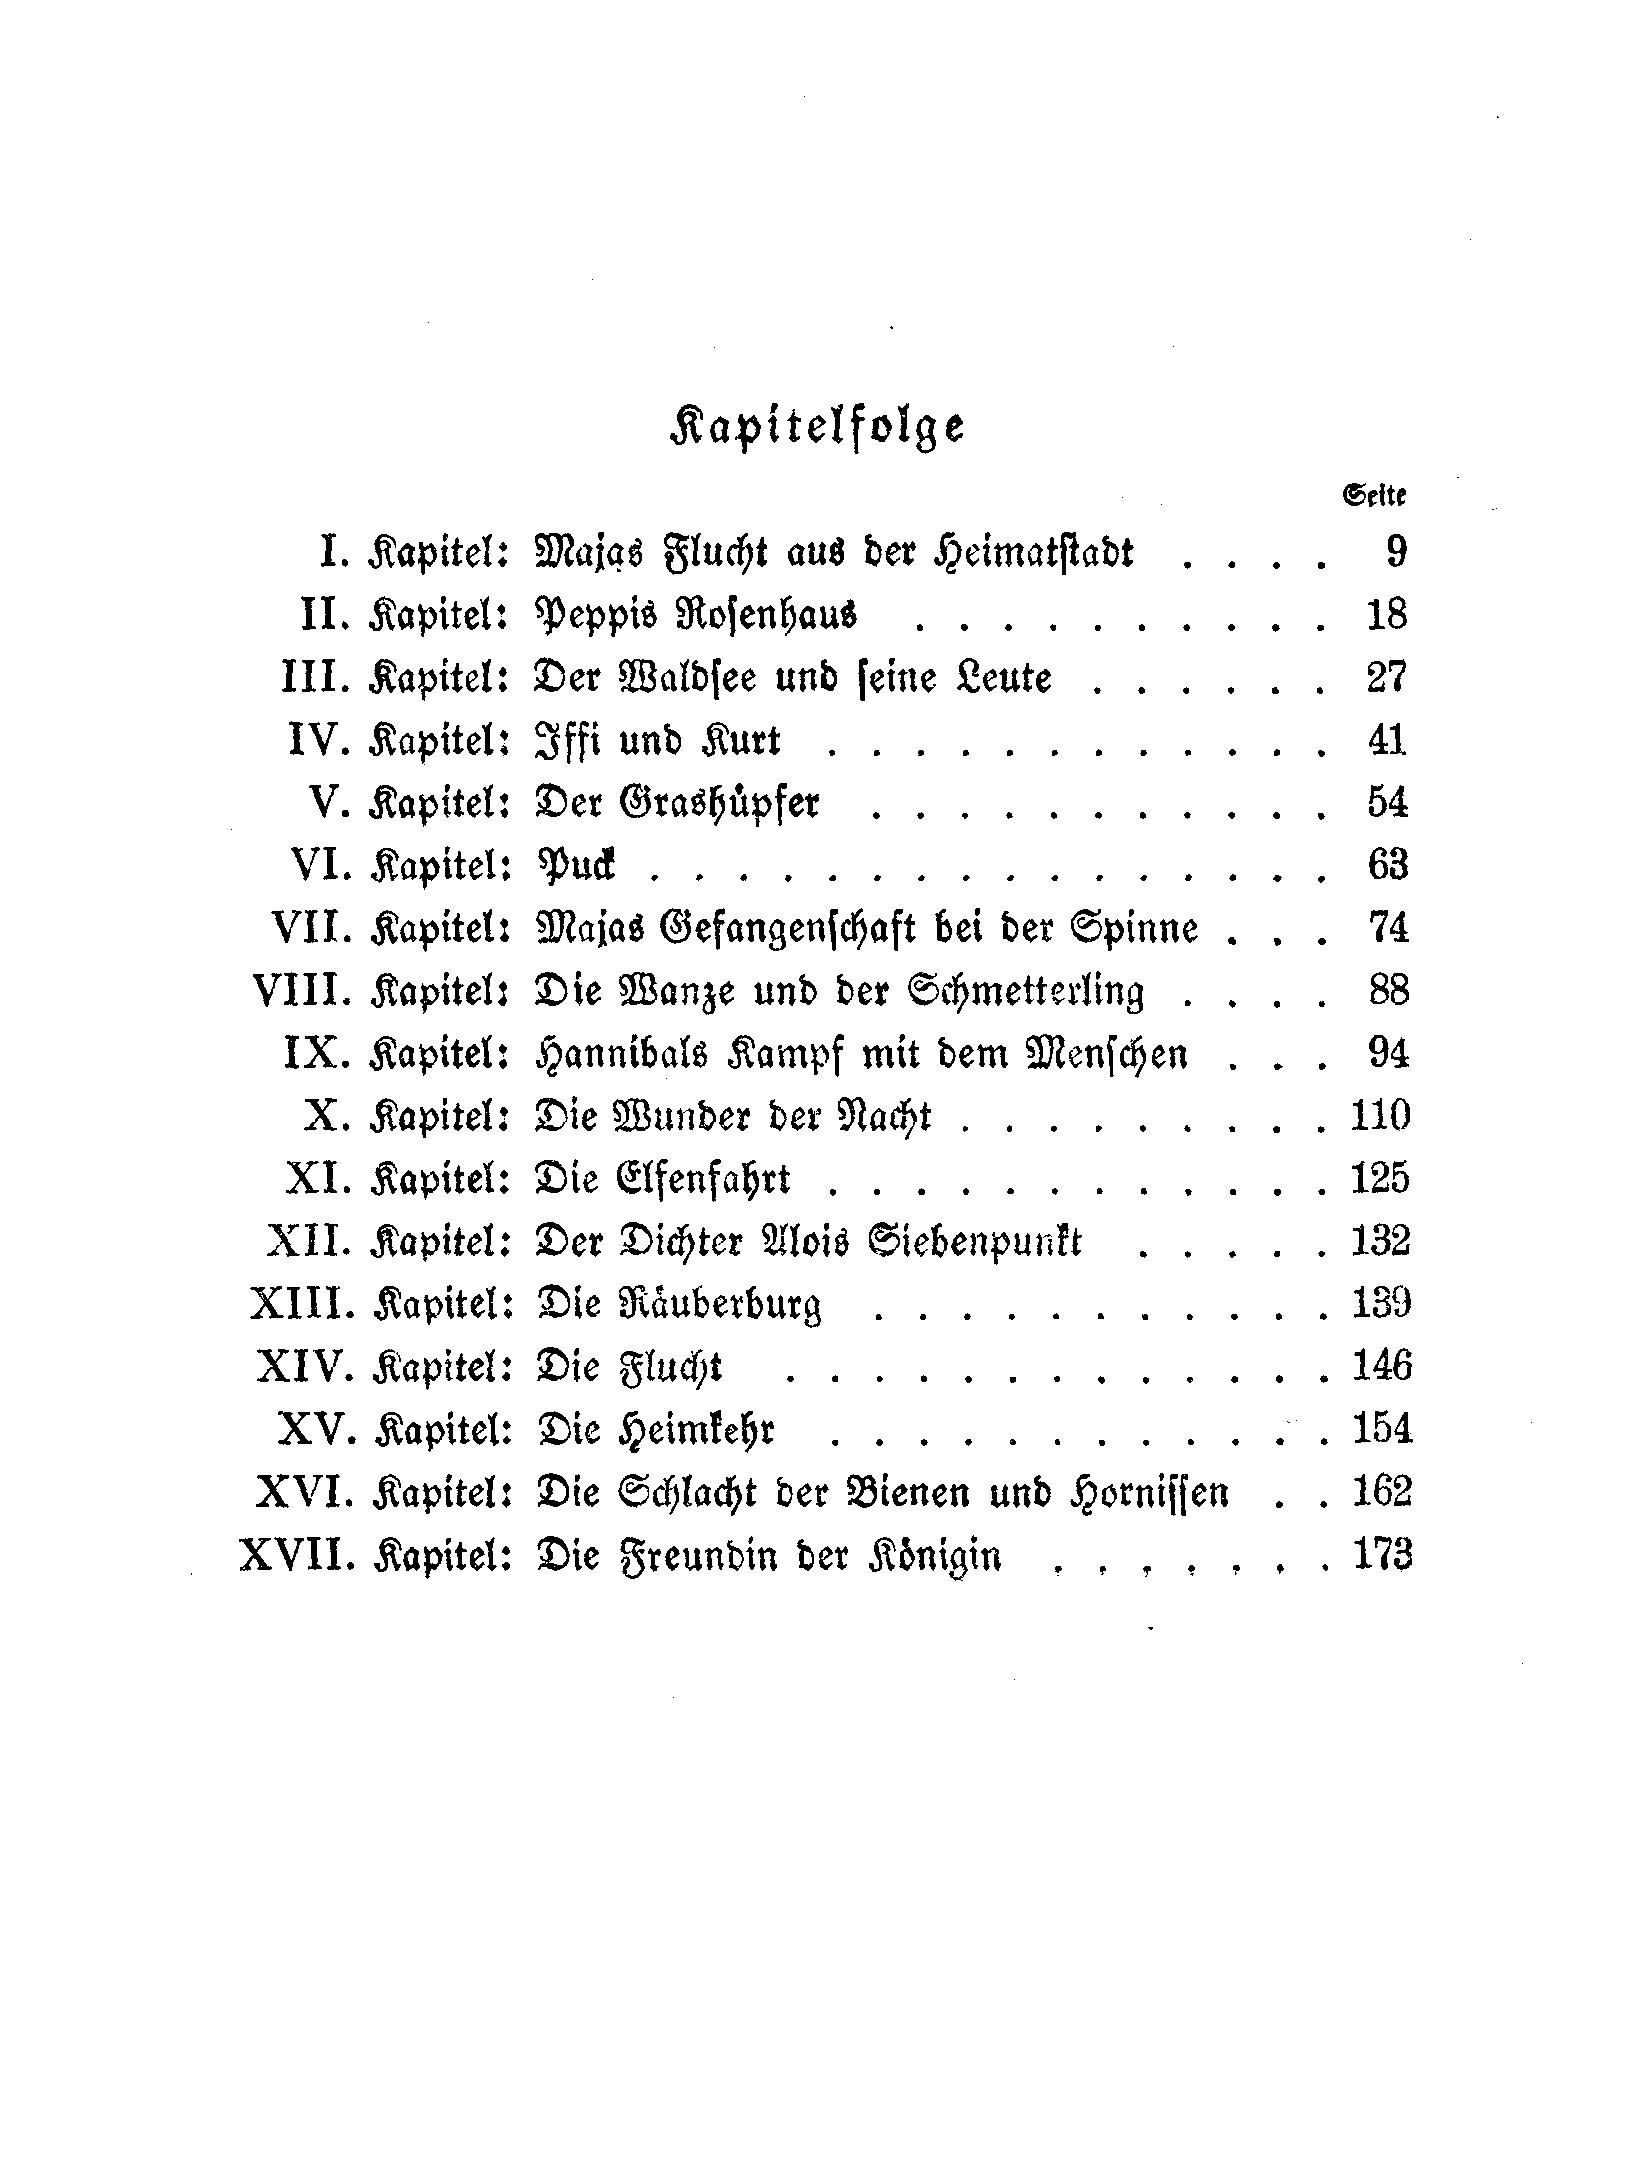 Kapitelfolge
Seite
I. Kapitel: Majas Flucht aus der Heimatſtadt . . . . 9
II. Kapitel: Peppis Roſenhaus . . . . . . . . . . 18
III. Kapitel: Der Waldſee und ſeine Leute . . . . . . 27
IV. Kapitel: Iffi und Kurt . . . . . . . . . . . . 41
V. Kapitel: Der Grashüpfer . . . . . . . . . . . 54
VI. Kapitel: Puck . . . . . . . . . . . . . . . . 63
VII. Kapitel: Majas Gefangenſchaft bei der Spinne . . . 74
VIII. Kapitel: Die Wanze und der Schmetterling . . . . 88
IX. Kapitel: Hannibals Kampf mit dem Menſchen . . . 94
X. Kapitel: Die Wunder der Nacht . . . . . . . . . 110
XI. Kapitel: Die Elfenfahrt . . . . . . . . . . . . 125
XII. Kapitel: Der Dichter Alois Siebenpunkt . . . . . 132
XIII. Kapitel: Die Räuberburg . . . . . . . . . . . 139
XIV. Kapitel: Die Flucht . . . . . . . . . . . . . 146
XV. Kapitel: Die Heimkehr . . . . . . . . . . . . 154
XVI. Kapitel: Die Schlacht der Bienen und Horniſſen . . 162
XVII. Kapitel: Die Freundin der Königin . . . . . . . 173